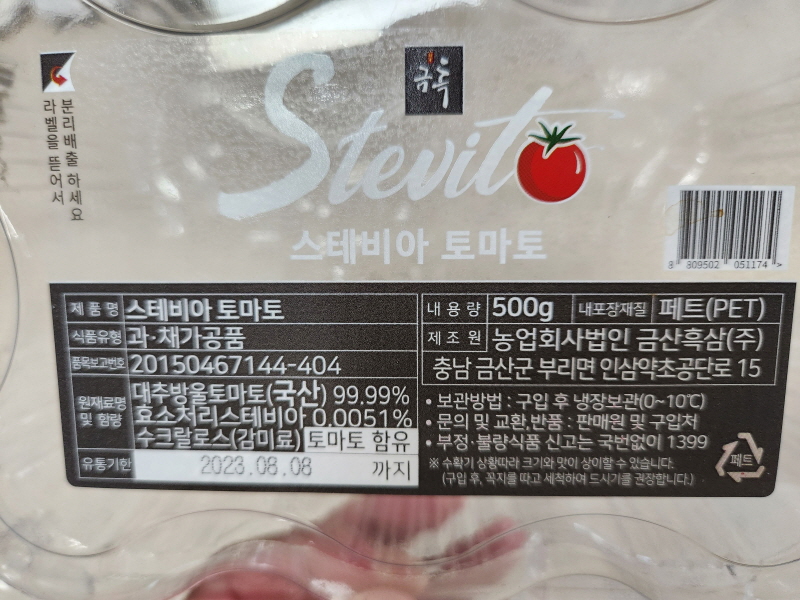 라벨을 뜯어서
분리배출 하세요
금홍
Stevito
스테비아 토마토
8 809502 051174 >
제품명 스테비아 토마토
식품유형 과·채가공품
품목보고번호 20150467144-404
원재료명 및 함량 대추방울토마토(국산) 99.99%
효소처리스테비아 0.0051%
수크랄로스(감미료) 토마토 함유
유통기한 2023.08.08 까지
내용량 500g 내포장재질 페트(PET)
제조원 농업회사법인 금산흑삼(주)
충남 금산군 부리면 인삼약초공단로 15
• 보관방법 : 구입 후 냉장보관(0~10℃)
• 문의 및 교환,반품 : 판매원 및 구입처
• 부정·불량식품 신고는 국번없이 1399
※ 수확기 상황따라 크기와 맛이 상이할 수 있습니다.
(구입 후, 꼭지를 따고 세척하여 드시기를 권장합니다.)
페트